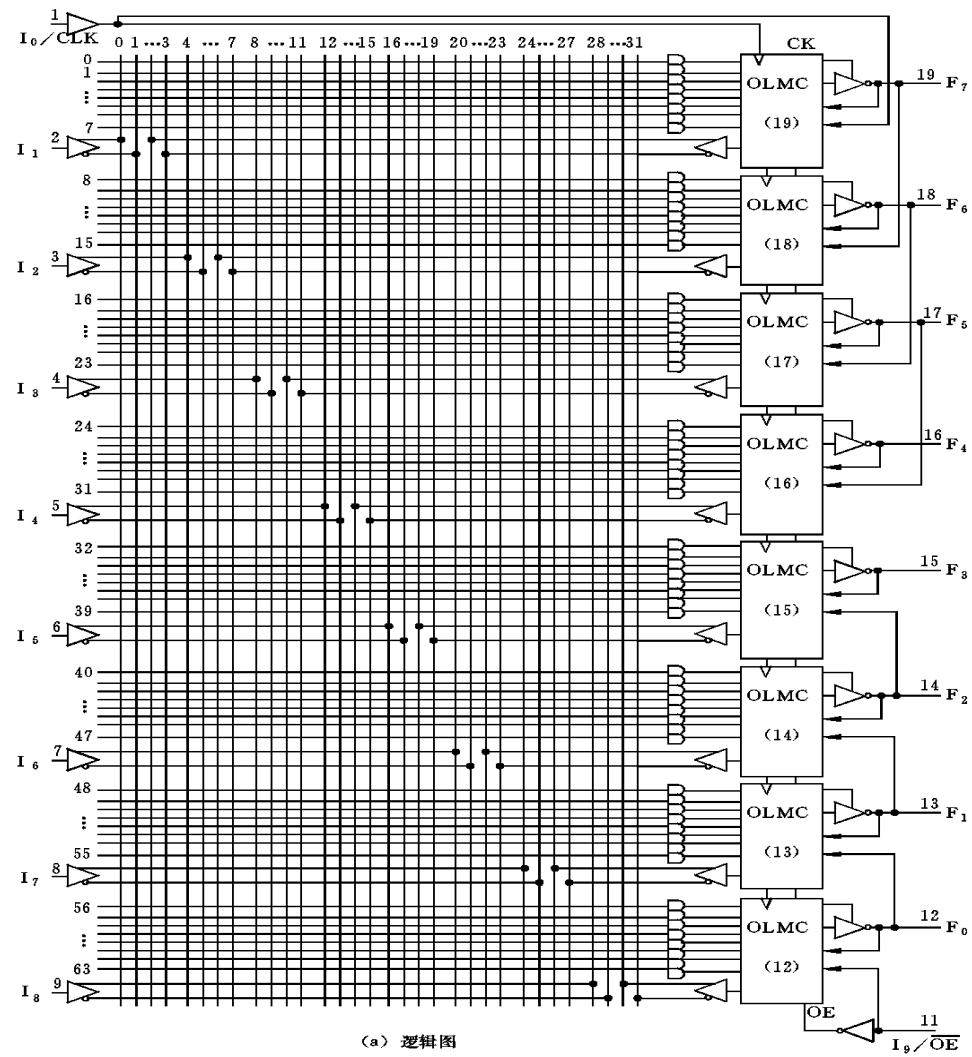 1
I₀/CLK
0 1 ··· 3 4 ··· 7 8 ··· 11 12 ··· 15 16 ··· 19 20 ··· 23 24 ··· 27 28 ··· 31
CK
0
1
⋮
7
OLMC
(19)
19 F₇
2
I₁
8
⋮
15
OLMC
(18)
18 F₆
3
I₂
16
⋮
23
OLMC
(17)
17 F₅
4
I₃
24
⋮
31
OLMC
(16)
16 F₄
5
I₄
32
⋮
39
OLMC
(15)
15 F₃
6
I₅
40
⋮
47
OLMC
(14)
14 F₂
7
I₆
48
⋮
55
OLMC
(13)
13 F₁
8
I₇
56
⋮
63
OLMC
(12)
12 F₀
9
I₈
OE
11
I₉/O̅E̅
(a) 逻辑图